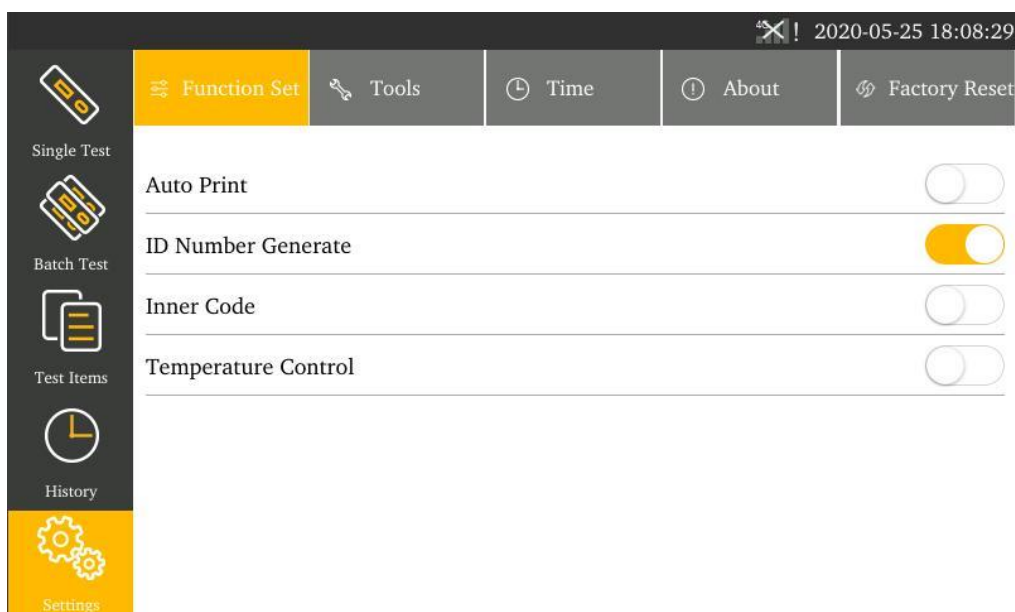 4G ! 2020-05-25 18:08:29
Function Set Tools Time About Factory Reset
Single Test
Batch Test
Test Items
History
Settings
Auto Print
ID Number Generate
Inner Code
Temperature Control